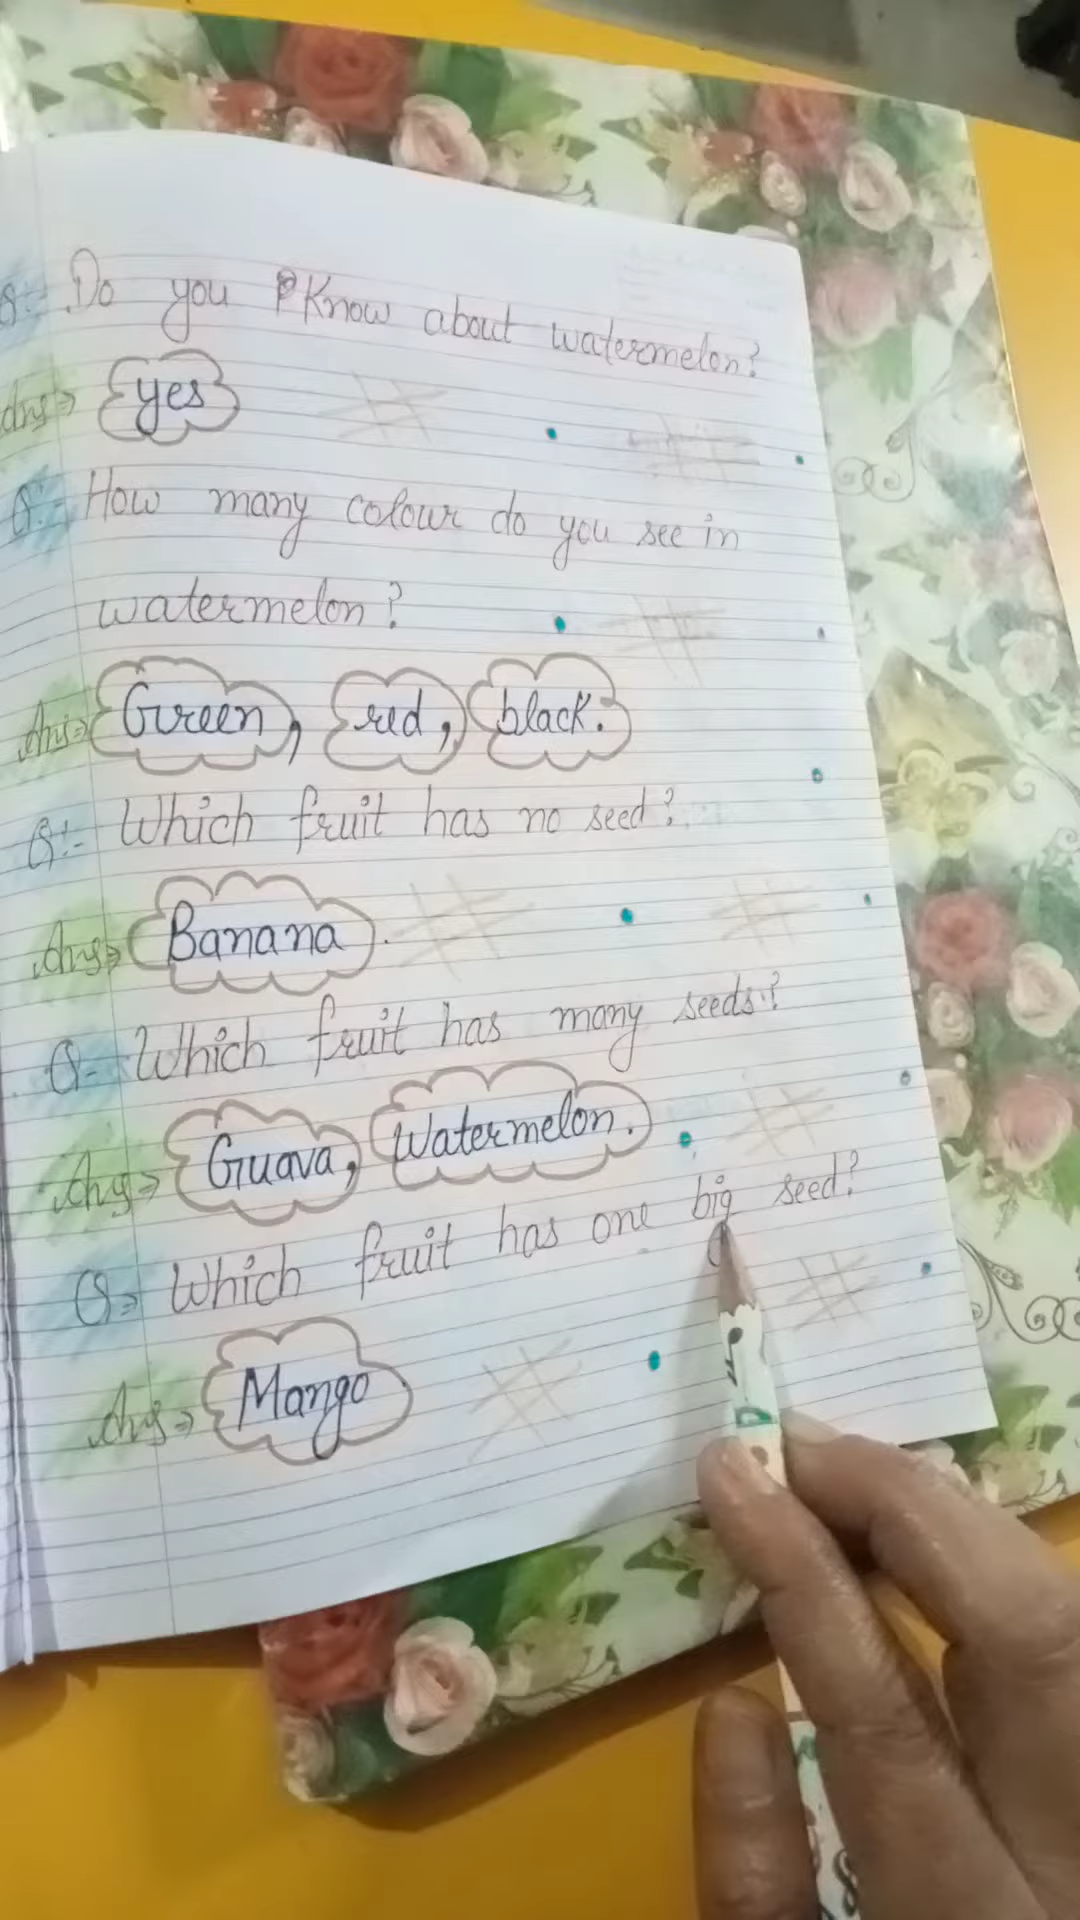 Q:- Do you Know about watermelon?
Ans⇒ yes
Q:- How many colour do you see in
watermelon?
Ans⇒ Green, red, black.
Q:- Which fruit has no seed?
Ans⇒ Banana.
Q- Which fruit has many seeds?
Ans⇒ Guava, Watermelon.
Q⇒ Which fruit has one big seed?
Ans⇒ Mango